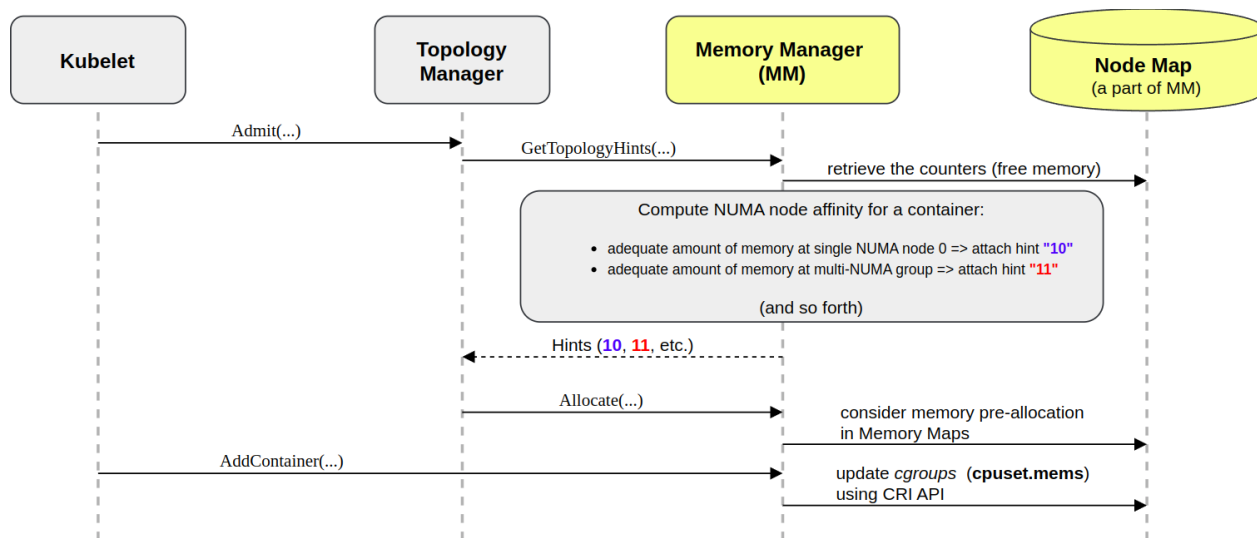 Kubelet
Topology
Manager
Memory Manager
(MM)
Node Map
(a part of MM)
Admit(...)
GetTopologyHints(...)
retrieve the counters (free memory)
Compute NUMA node affinity for a container:
• adequate amount of memory at single NUMA node 0 => attach hint "10"
• adequate amount of memory at multi-NUMA group => attach hint "11"
(and so forth)
Hints (10, 11, etc.)
Allocate(...)
consider memory pre-allocation
in Memory Maps
AddContainer(...)
update cgroups (cpuset.mems)
using CRI API